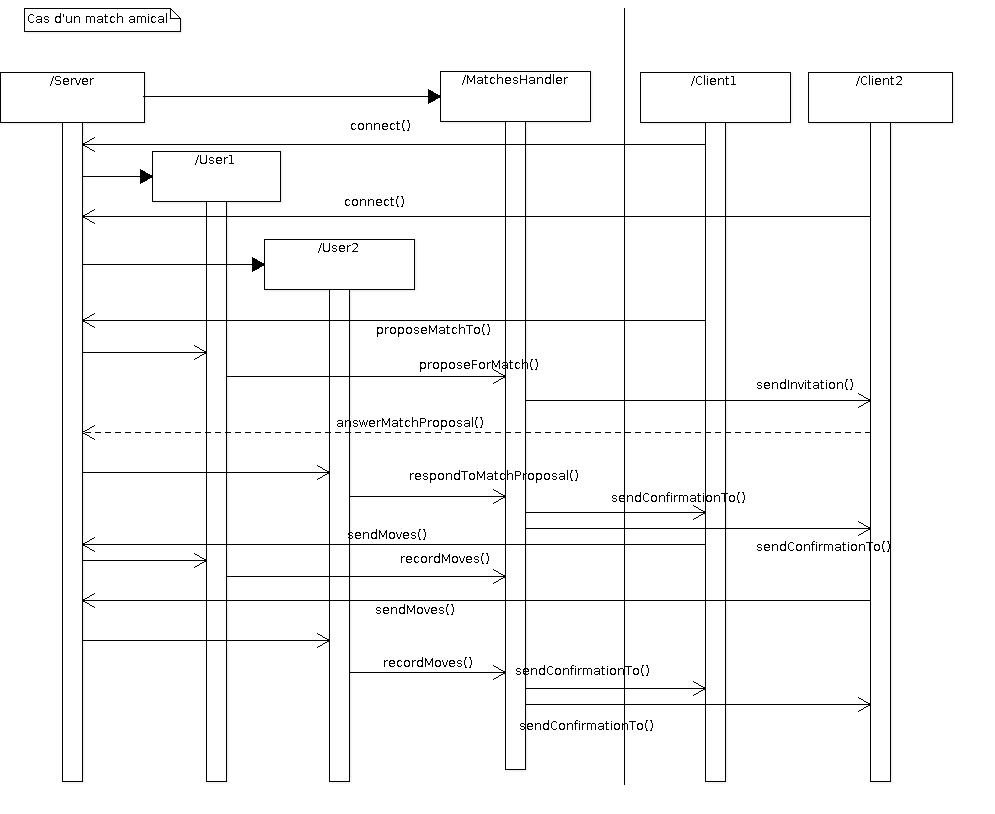 Cas d'un match amical
/Server
/MatchesHandler
/Client1
/Client2
connect()
/User1
connect()
/User2
proposeMatchTo()
proposeForMatch()
sendInvitation()
answerMatchProposal()
respondToMatchProposal()
sendConfirmationTo()
sendMoves()
sendConfirmationTo()
recordMoves()
sendMoves()
recordMoves()
sendConfirmationTo()
sendConfirmationTo()